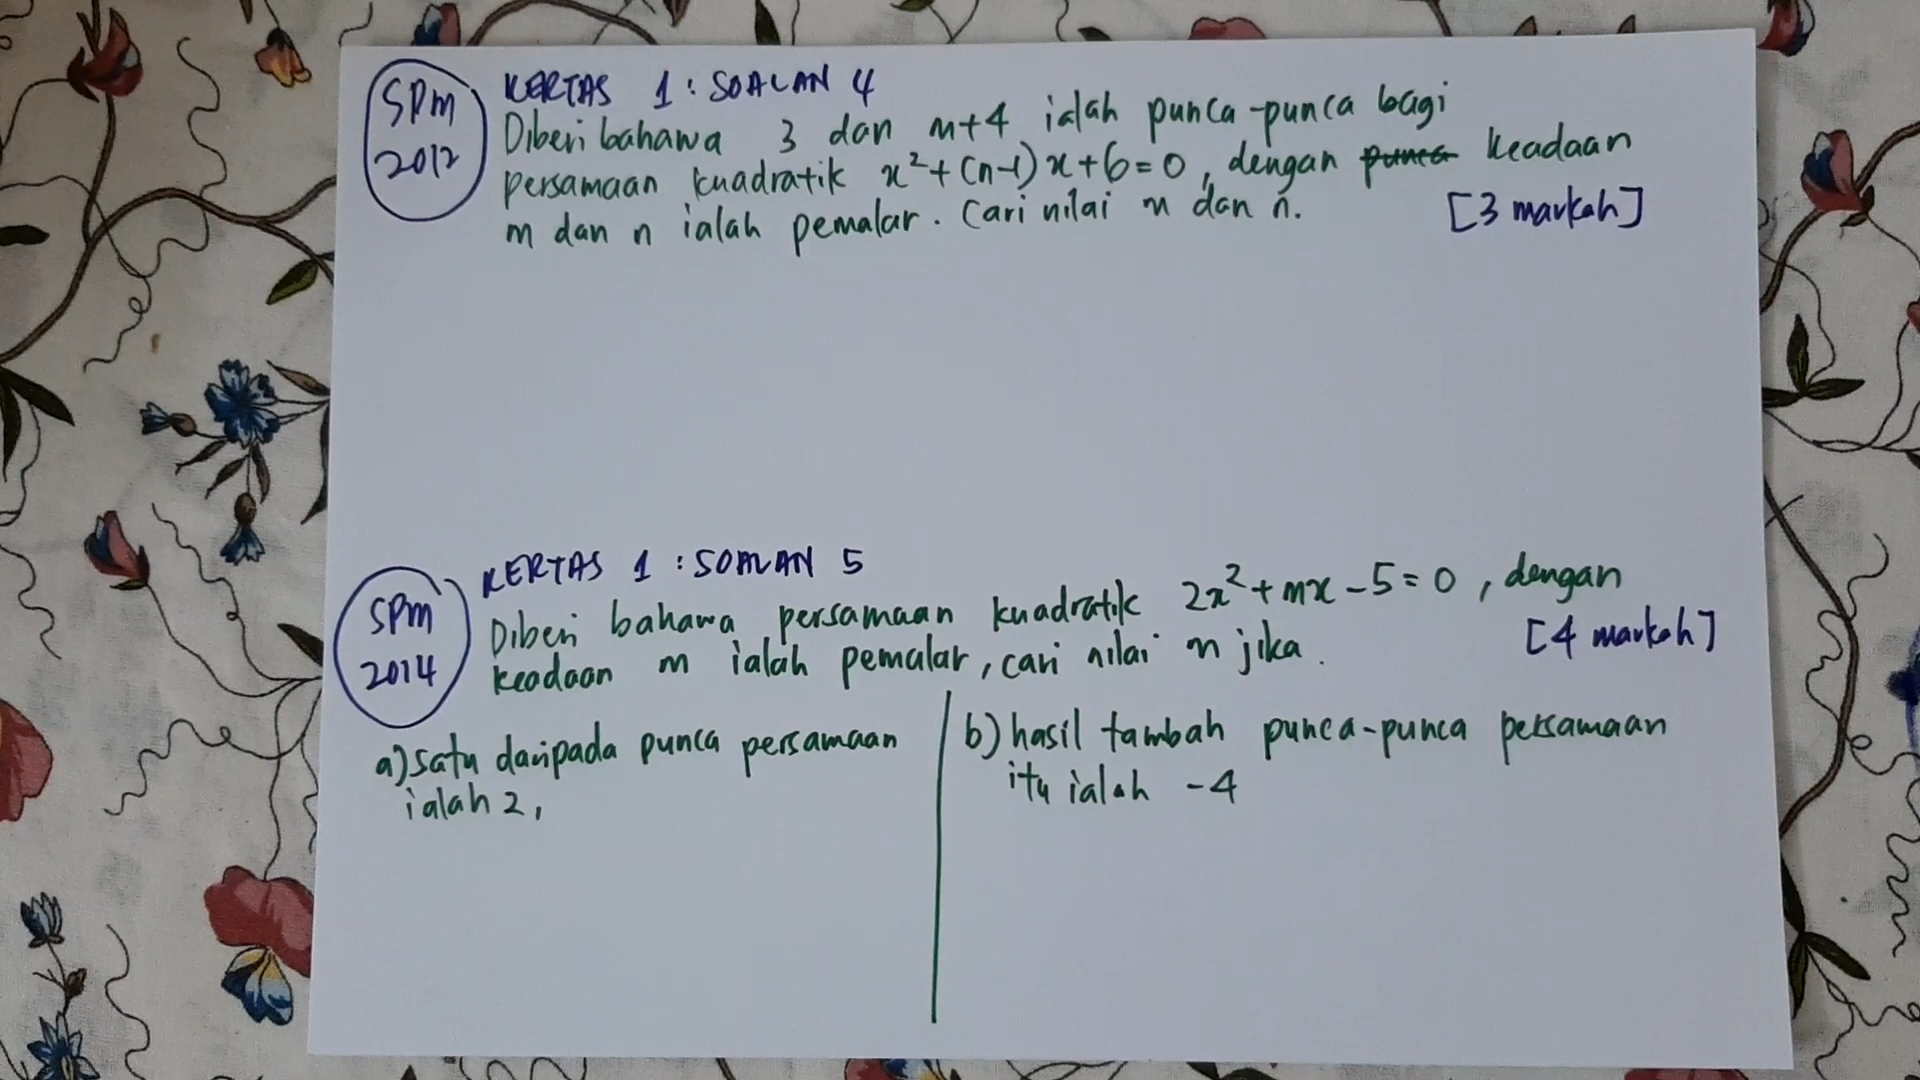 SPM
2012
KERTAS 1 : SOALAN 4
Diberi bahawa 3 dan m+4 ialah punca-punca bagi
persamaan kuadratik x²+(n-1)x+6=0, dengan punca keadaan
m dan n ialah pemalar. Cari nilai m dan n. [3 markah]
SPM
2014
KERTAS 1 : SOALAN 5
Diberi bahawa persamaan kuadratik 2x²+mx-5=0, dengan
keadaan m ialah pemalar, cari nilai m jika. [4 markah]
a) satu daripada punca persamaan
ialah 2,
b) hasil tambah punca-punca persamaan
itu ialah -4